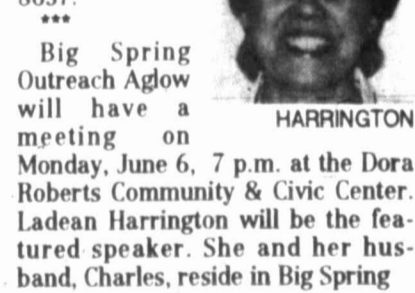 8037.
***
Big Spring
Outreach Aglow
will have a
meeting on
HARRINGTON
Monday, June 6, 7 p.m. at the Dora
Roberts Community & Civic Center.
Ladean Harrington will be the fea-
tured speaker. She and her hus-
band, Charles, reside in Big Spring